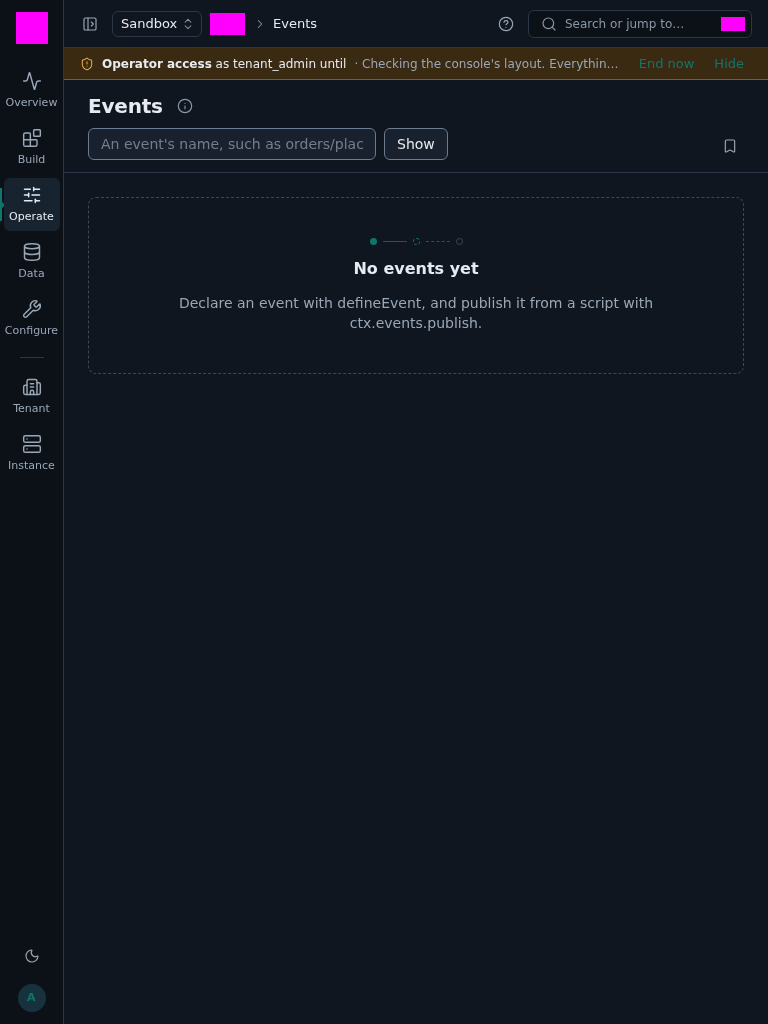 Sandbox
Events
Search or jump to…
Operator access as tenant_admin until · Checking the console's layout. Everythin… End now Hide
Overview
Build
Operate
Data
Configure
Tenant
Instance
A
Events
An event's name, such as orders/plac
Show
No events yet
Declare an event with defineEvent, and publish it from a script with
ctx.events.publish.